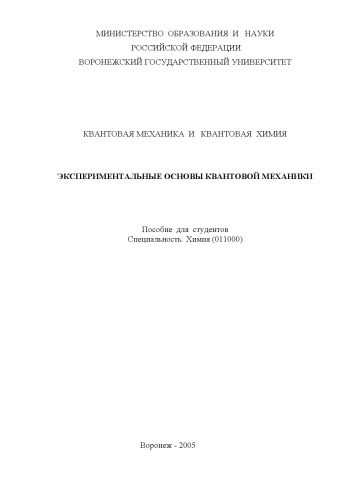 МИНИСТЕРСТВО ОБРАЗОВАНИЯ И НАУКИ
РОССИЙСКОЙ ФЕДЕРАЦИИ
ВОРОНЕЖСКИЙ ГОСУДАРСТВЕННЫЙ УНИВЕРСИТЕТ
КВАНТОВАЯ МЕХАНИКА И КВАНТОВАЯ ХИМИЯ
ЭКСПЕРИМЕНТАЛЬНЫЕ ОСНОВЫ КВАНТОВОЙ МЕХАНИКИ
Пособие для студентов
Специальность: Химия (011000)
Воронеж - 2005